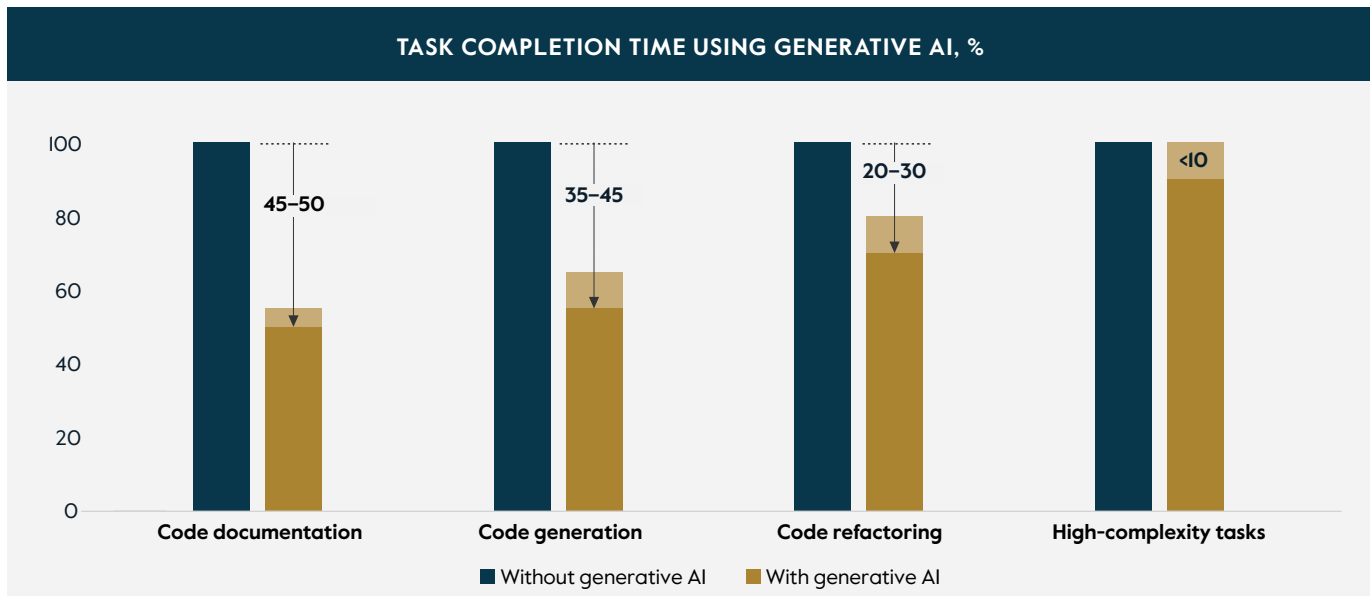 TASK COMPLETION TIME USING GENERATIVE AI, %
100
80
60
40
20
0
45–50
35–45
20–30
<10
Code documentation
Code generation
Code refactoring
High-complexity tasks
Without generative AI
With generative AI